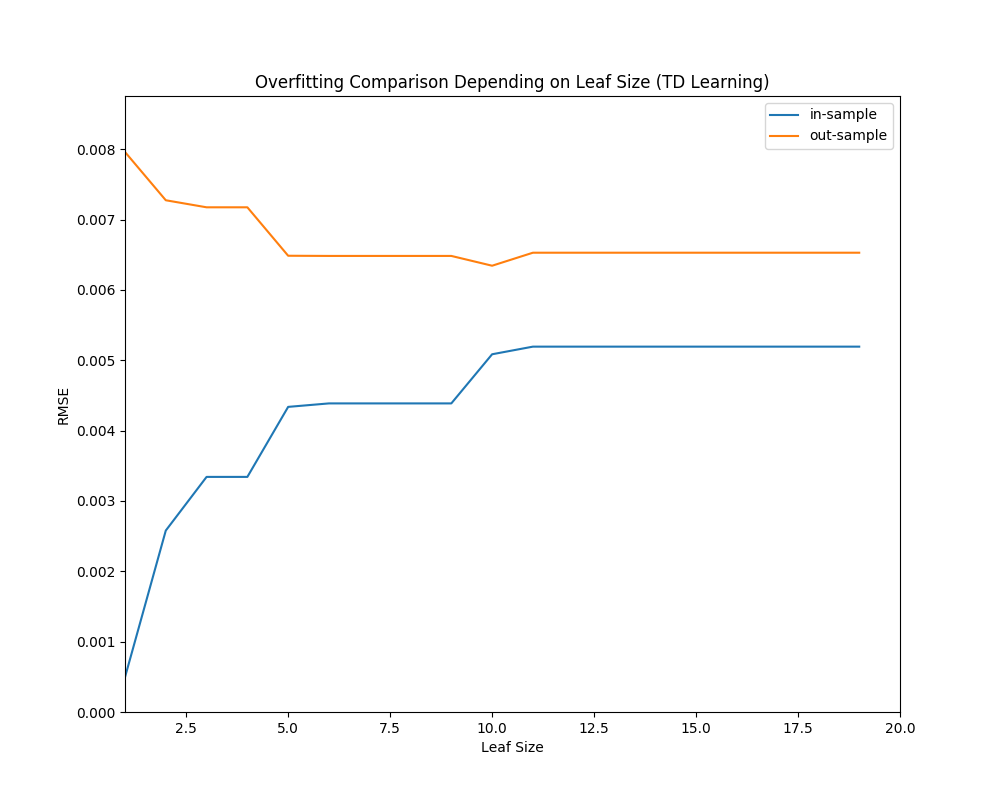 Overfitting Comparison Depending on Leaf Size (TD Learning)
in-sample
out-sample
0.008
0.007
0.006
0.005
0.004
0.003
0.002
0.001
0.000
RMSE
2.5 5.0 7.5 10.0 12.5 15.0 17.5 20.0
Leaf Size